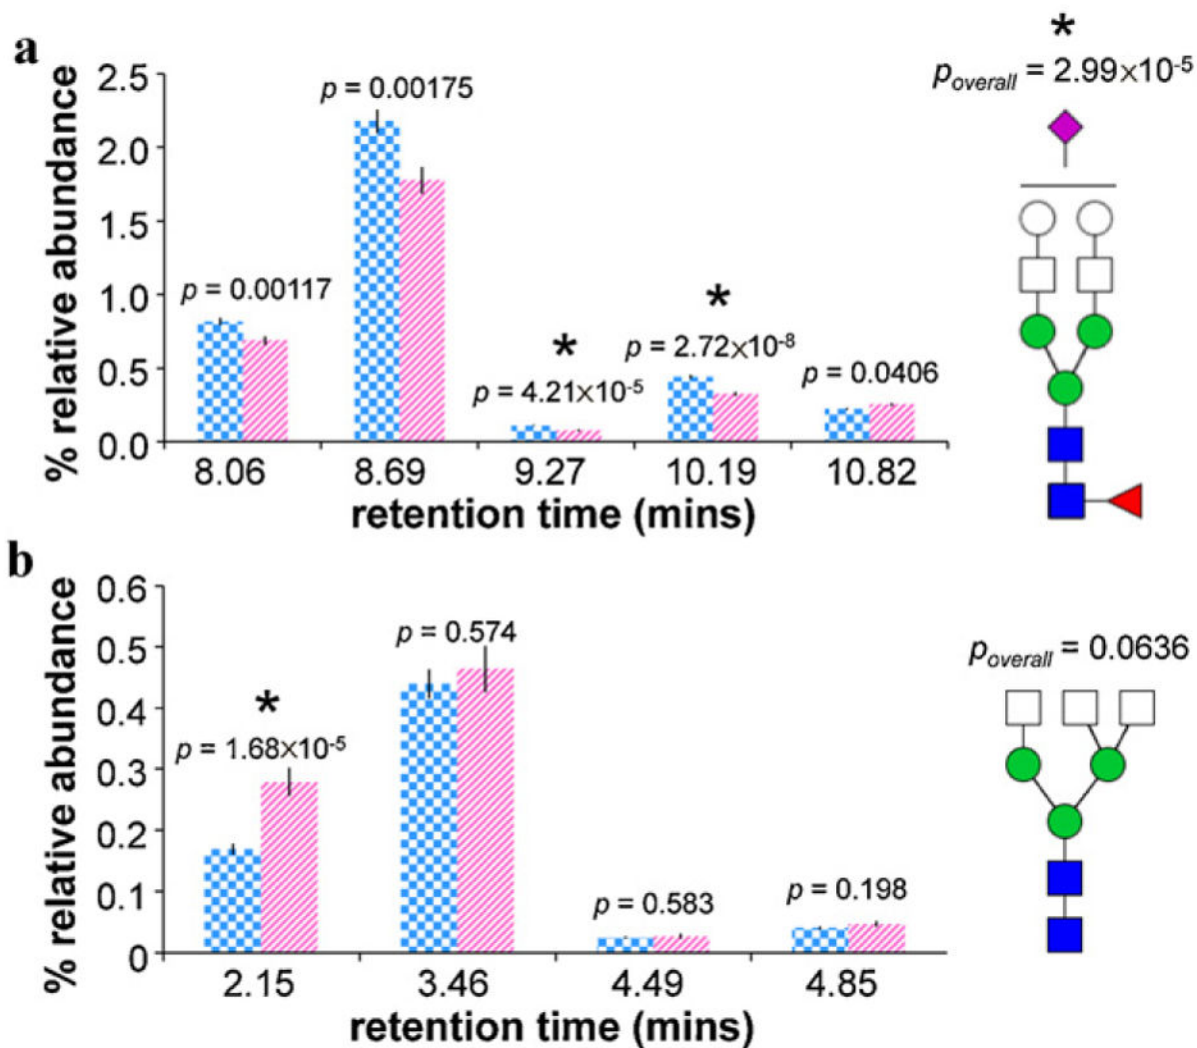 a
*
p_overall = 2.99×10^-5
% relative abundance
2.5
2.0
1.5
1.0
0.5
0.0
p = 0.00117
p = 0.00175
*
p = 4.21×10^-5
*
p = 2.72×10^-8
p = 0.0406
8.06 8.69 9.27 10.19 10.82
retention time (mins)
b
% relative abundance
0.6
0.5
0.4
0.3
0.2
0.1
0
*
p = 1.68×10^-5
p = 0.574
p = 0.583
p = 0.198
p_overall = 0.0636
2.15 3.46 4.49 4.85
retention time (mins)